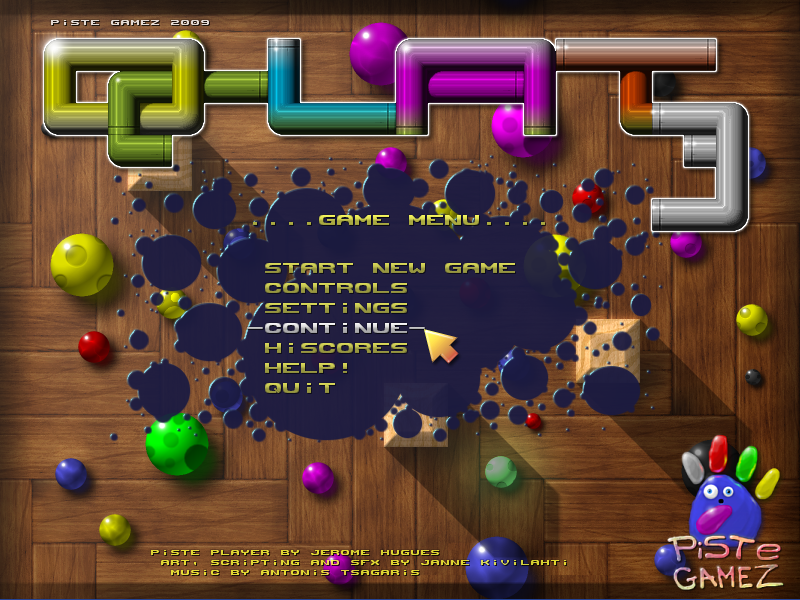 PiSTE GAMEZ 2009
QLAT3
....GAME MENU....
START NEW GAME
CONTROLS
SETTiNGS
CONTiNUE
HiSCORES
HELP!
QUiT
PiSTE PLAYER BY JEROME HUGUES
ART, SCRiPTiNG AND SFX BY JANNE KiViLAHTi
MUSiC BY ANTONiS TSAGARiS
PiSTe
GAMEZ